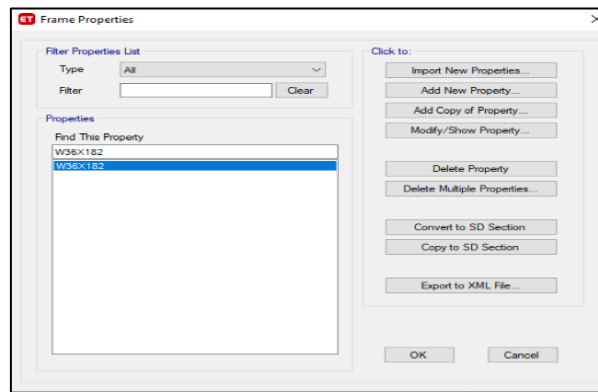 ET Frame Properties
Filter Properties List
Type All
Filter Clear
Properties
Find This Property
W36X182
W36X182
Click to:
Import New Properties...
Add New Property...
Add Copy of Property...
Modify/Show Property...
Delete Property
Delete Multiple Properties...
Convert to SD Section
Copy to SD Section
Export to XML File...
OK Cancel